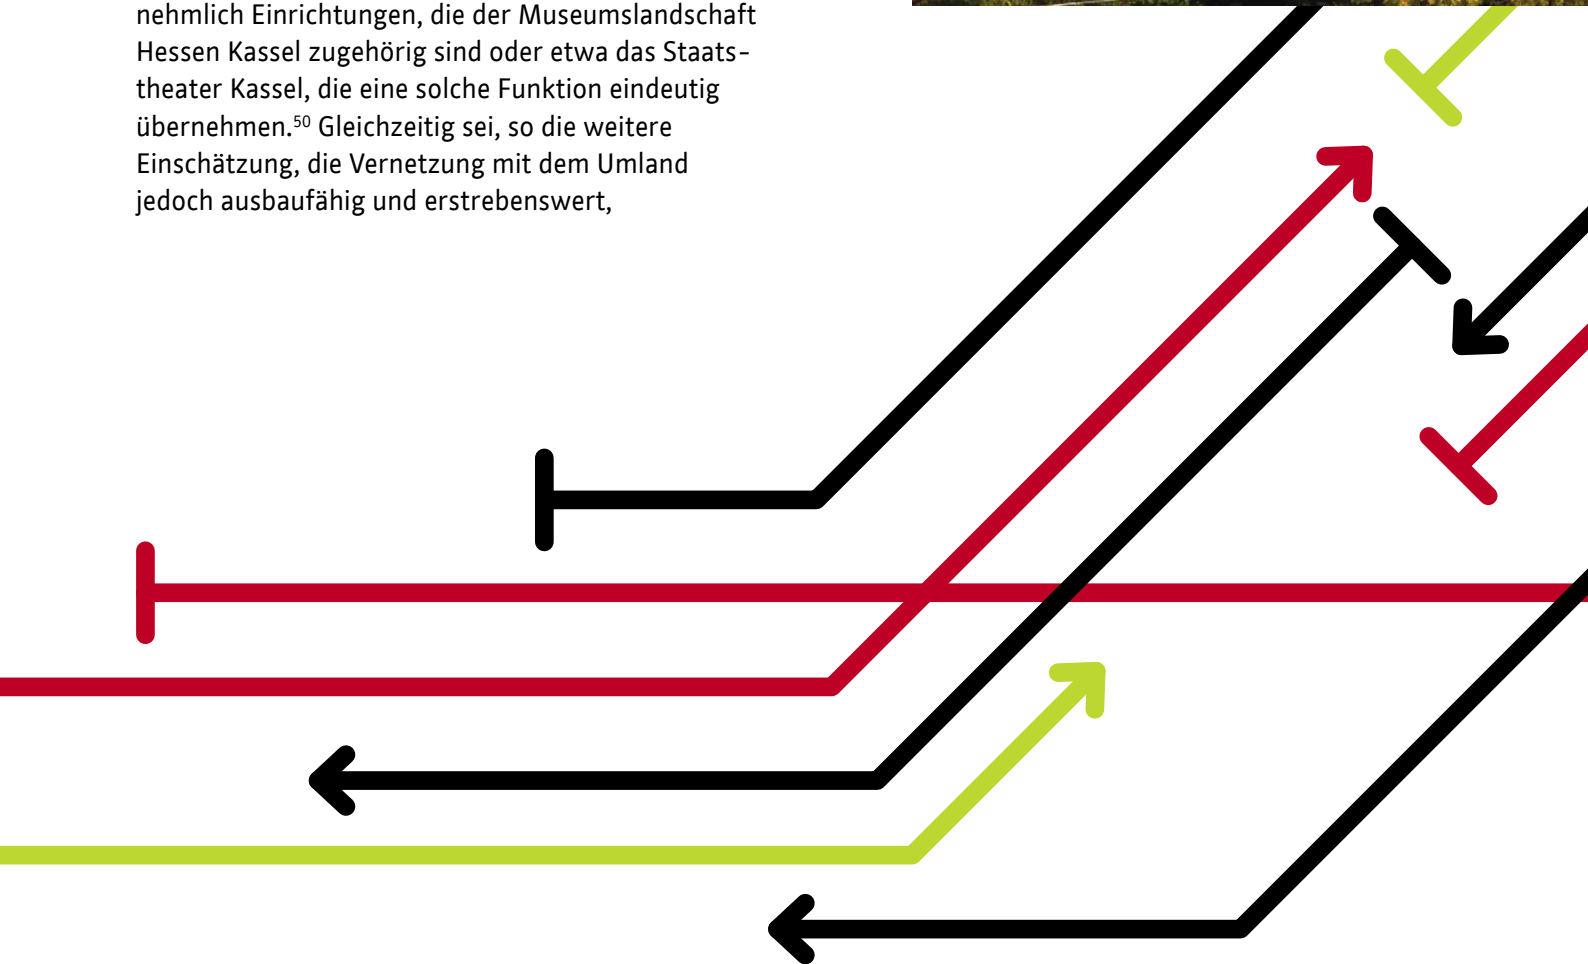 nehmlich Einrichtungen, die der Museumslandschaft
Hessen Kassel zugehörig sind oder etwa das Staats-
theater Kassel, die eine solche Funktion eindeutig
übernehmen.⁵⁰ Gleichzeitig sei, so die weitere
Einschätzung, die Vernetzung mit dem Umland
jedoch ausbaufähig und erstrebenswert,